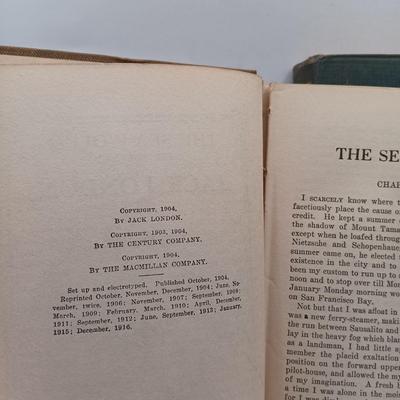 COPYRIGHT, 1904,
BY JACK LONDON.
COPYRIGHT, 1903, 1904,
BY THE CENTURY COMPANY.
COPYRIGHT, 1904,
BY THE MACMILLAN COMPANY.
Set up and electrotyped. Published October, 1904.
Reprinted October, November, December, 1904; June, No-
vember, twice, 1906; November, 1907; September, 1908;
March, 1909; February, March, 1910; April, December,
1911; September, 1912; June, September, 1913; January,
1915; December, 1916.
THE SE
CHAP
I SCARCELY know where t
facetiously place the cause o
credit. He kept a summer c
the shadow of Mount Tama
except when he loafed throug
Nietzsche and Schopenhaue
summer came on, he elected
existence in the city and to
been my custom to run up to
noon and to stop over till Mo
January Monday morning wo
on San Francisco Bay.
Not but that I was afloat in
was a new ferry-steamer, makin
the run between Sausalito and
lay in the heavy fog which blan
as a landsman, I had little ap
member the placid exaltation
position on the forward upper
pilot-house, and allowed the my
of my imagination. A fresh b
time I was alone in the moist